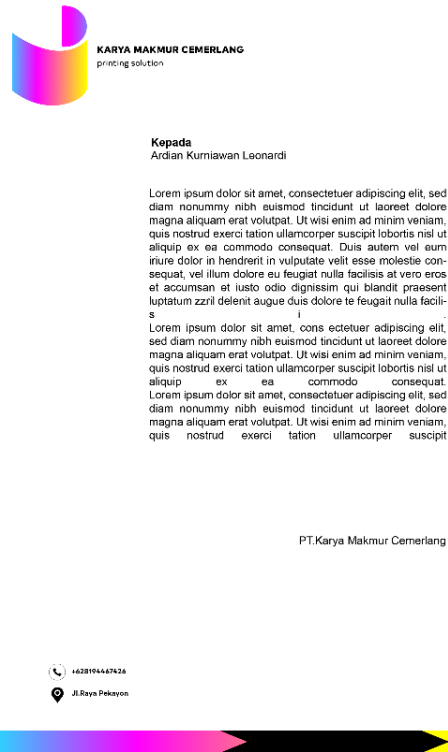 KARYA MAKMUR CEMERLANG
printing solution
Kepada
Ardian Kurniawan Leonardi
Lorem ipsum dolor sit amet, consectetuer adipiscing elit, sed
diam nonummy nibh euismod tincidunt ut laoreet dolore
magna aliquam erat volutpat. Ut wisi enim ad minim veniam,
quis nostrud exerci tation ullamcorper suscipit lobortis nisl ut
aliquip ex ea commodo consequat. Duis autem vel eum
iriure dolor in hendrerit in vulputate velit esse molestie con-
sequat, vel illum dolore eu feugiat nulla facilisis at vero eros
et accumsan et iusto odio dignissim qui blandit praesent
luptatum zzril delenit augue duis dolore te feugait nulla facili-
s i .
Lorem ipsum dolor sit amet, cons ectetuer adipiscing elit,
sed diam nonummy nibh euismod tincidunt ut laoreet dolore
magna aliquam erat volutpat. Ut wisi enim ad minim veniam,
quis nostrud exerci tation ullamcorper suscipit lobortis nisl ut
aliquip ex ea commodo consequat.
Lorem ipsum dolor sit amet, consectetuer adipiscing elit, sed
diam nonummy nibh euismod tincidunt ut laoreet dolore
magna aliquam erat volutpat. Ut wisi enim ad minim veniam,
quis nostrud exerci tation ullamcorper suscipit
PT.Karya Makmur Cemerlang
+628194467426
Jl.Raya Pekayon